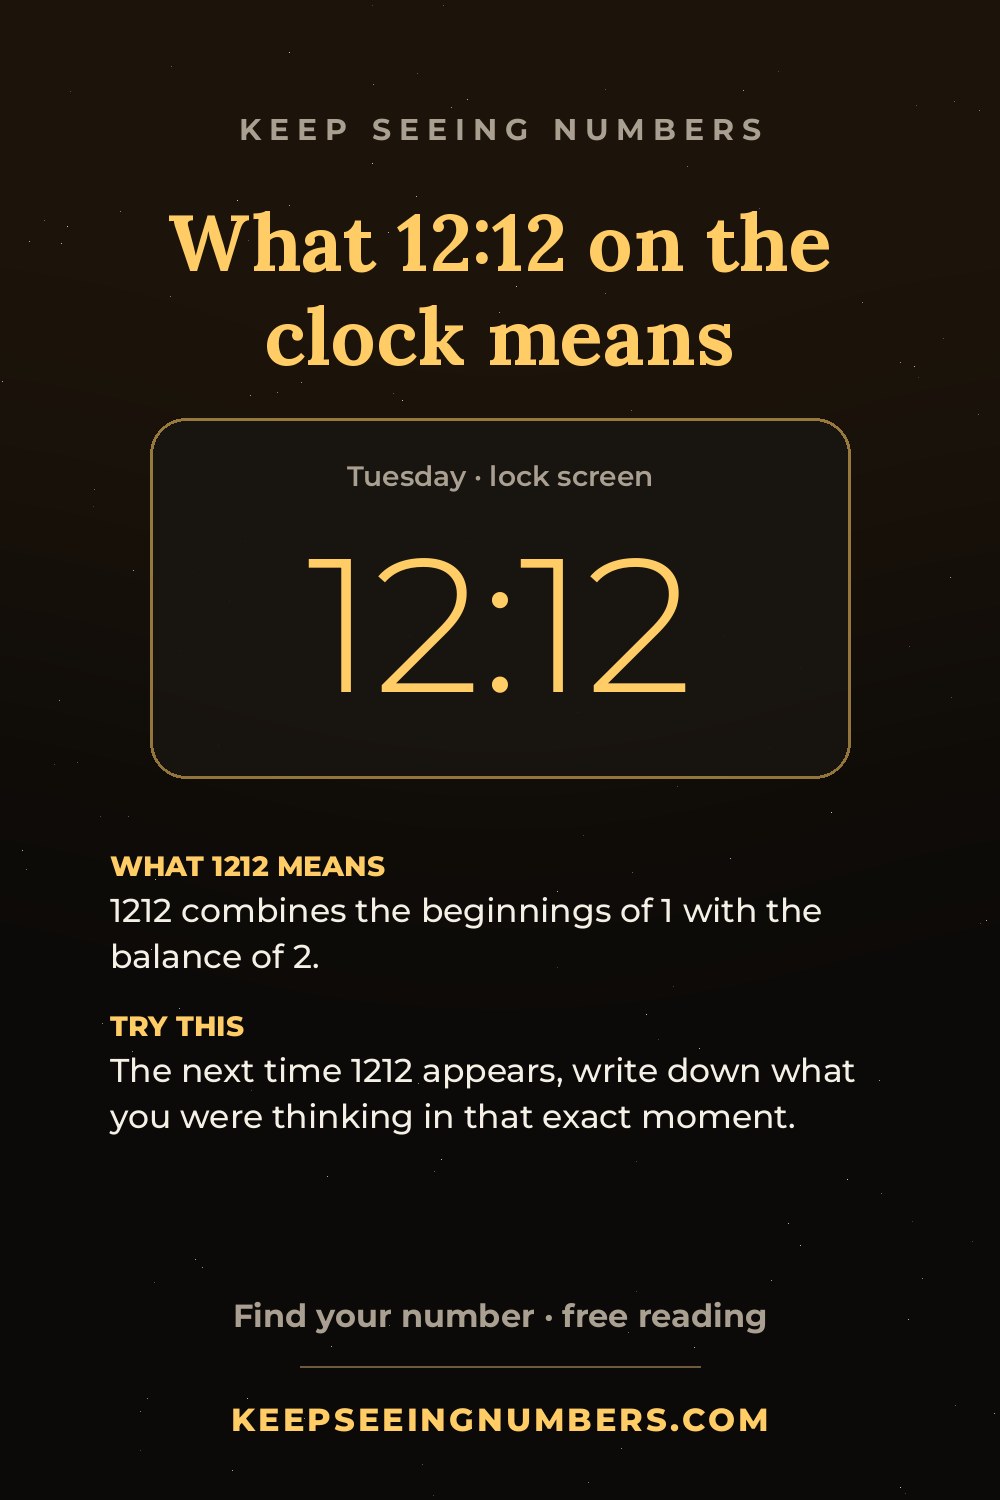 KEEP SEEING NUMBERS
What 12:12 on the
clock means
Tuesday · lock screen
12:12
WHAT 1212 MEANS
1212 combines the beginnings of 1 with the
balance of 2.
TRY THIS
The next time 1212 appears, write down what
you were thinking in that exact moment.
Find your number · free reading
KEEPSEEINGNUMBERS.COM